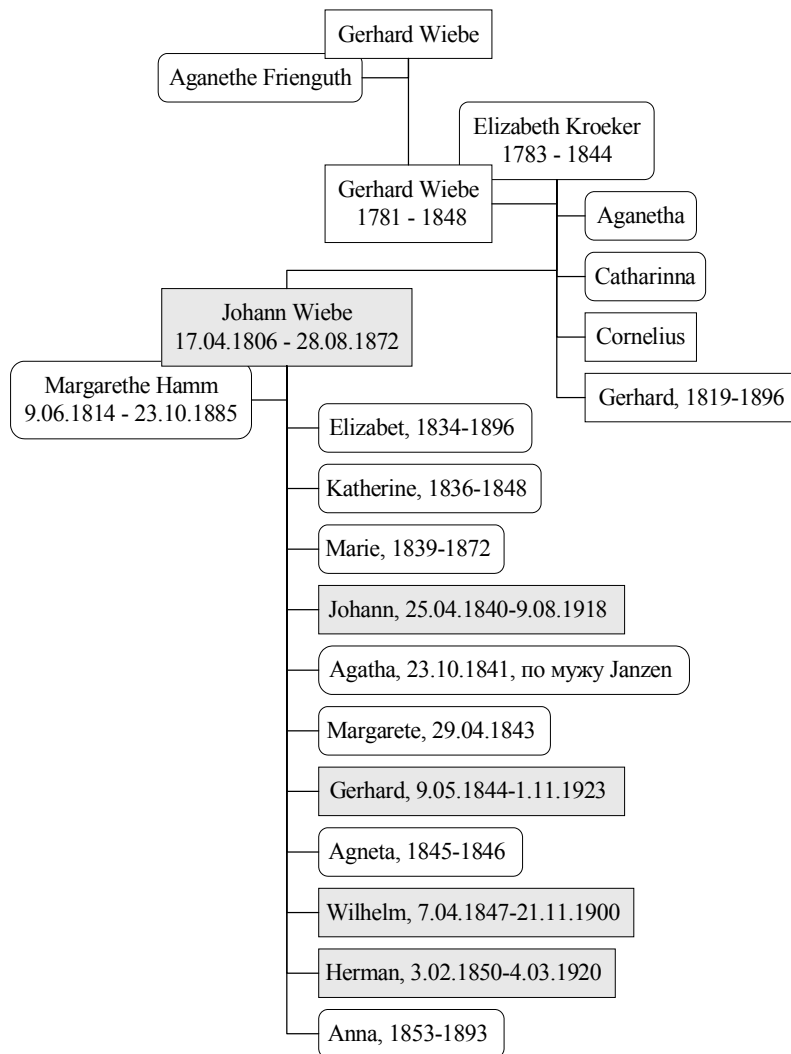 Gerhard Wiebe
Aganethe Frienguth
Elizabeth Kroeker
1783 - 1844
Gerhard Wiebe
1781 - 1848
Aganetha
Catharinna
Cornelius
Gerhard, 1819-1896
Johann Wiebe
17.04.1806 - 28.08.1872
Margarethe Hamm
9.06.1814 - 23.10.1885
Elizabet, 1834-1896
Katherine, 1836-1848
Marie, 1839-1872
Johann, 25.04.1840-9.08.1918
Agatha, 23.10.1841, по мужу Janzen
Margarete, 29.04.1843
Gerhard, 9.05.1844-1.11.1923
Agneta, 1845-1846
Wilhelm, 7.04.1847-21.11.1900
Herman, 3.02.1850-4.03.1920
Anna, 1853-1893